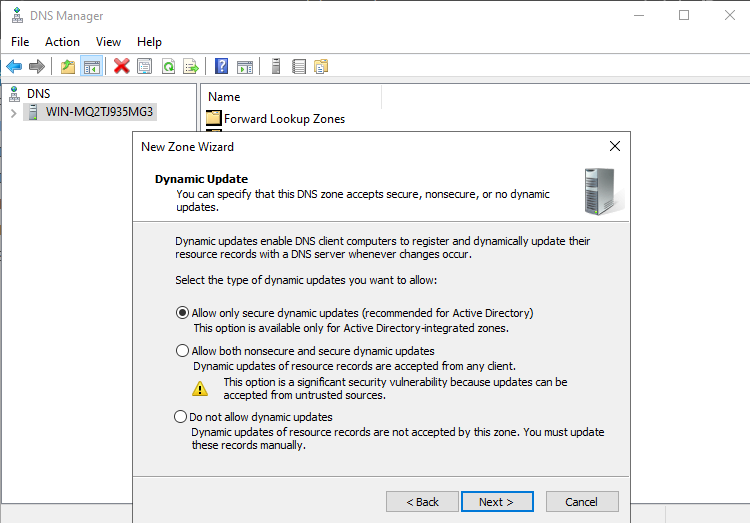 DNS Manager
File Action View Help
DNS
WIN-MQ2TJ935MG3
Name
Forward Lookup Zones
New Zone Wizard
Dynamic Update
You can specify that this DNS zone accepts secure, nonsecure, or no dynamic
updates.
Dynamic updates enable DNS client computers to register and dynamically update their
resource records with a DNS server whenever changes occur.
Select the type of dynamic updates you want to allow:
Allow only secure dynamic updates (recommended for Active Directory)
This option is available only for Active Directory-integrated zones.
Allow both nonsecure and secure dynamic updates
Dynamic updates of resource records are accepted from any client.
This option is a significant security vulnerability because updates can be
accepted from untrusted sources.
Do not allow dynamic updates
Dynamic updates of resource records are not accepted by this zone. You must update
these records manually.
< Back Next > Cancel